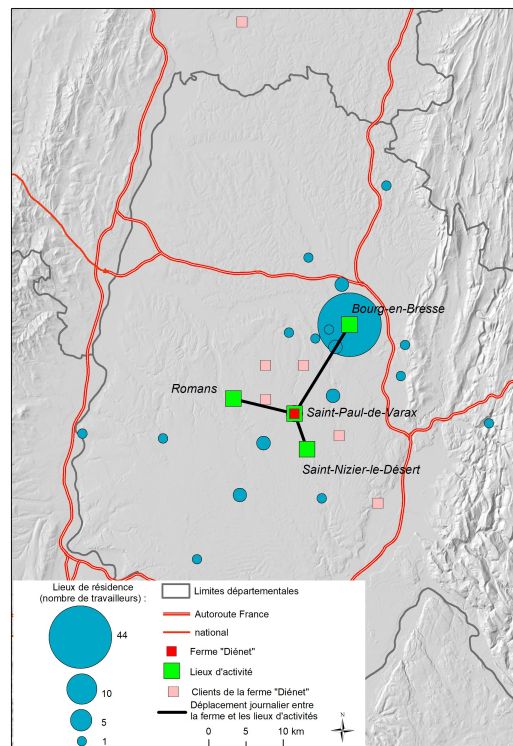 Bourg-en-Bresse
Romans
Saint-Paul-de-Varax
Saint-Nizier-le-Désert
Lieux de résidence
(nombre de travailleurs) :
44
10
5
1
Limites départementales
Autoroute France
national
Ferme "Diénet"
Lieux d'activité
Clients de la ferme "Diénet"
Déplacement journalier entre
la ferme et les lieux d'activités
0 5 10 km
N